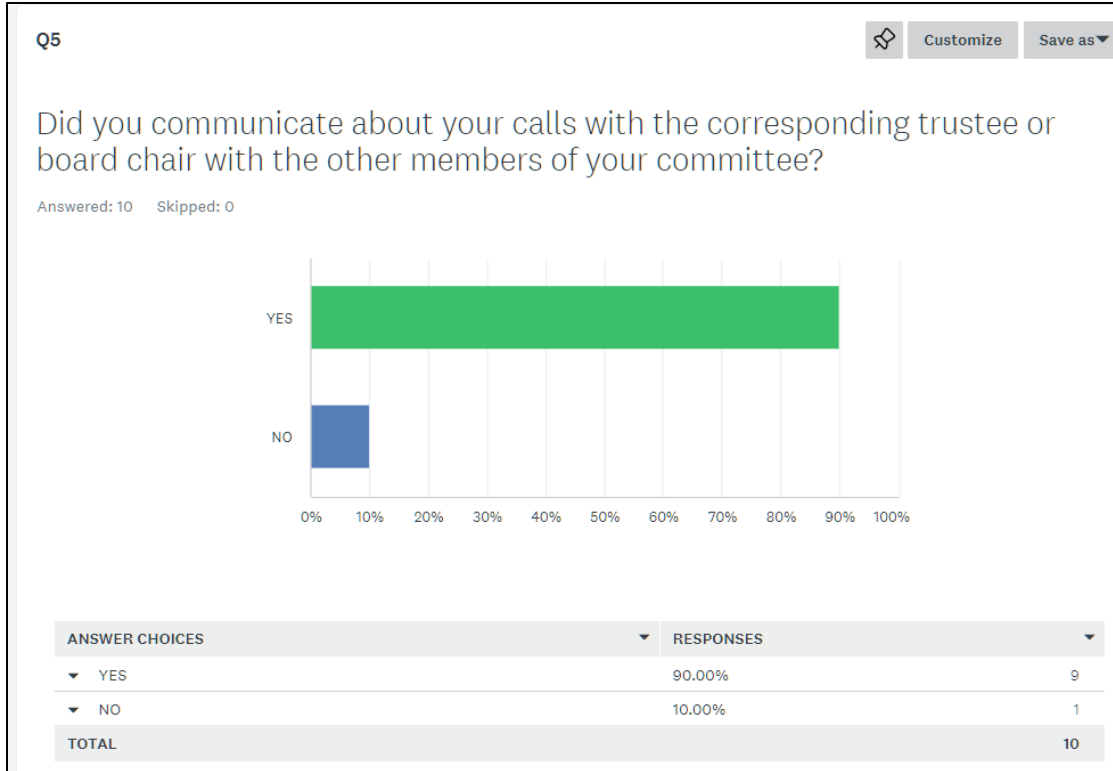 Q5
Customize
Save as
Did you communicate about your calls with the corresponding trustee or
board chair with the other members of your committee?
Answered: 10 Skipped: 0
YES
NO
0% 10% 20% 30% 40% 50% 60% 70% 80% 90% 100%
ANSWER CHOICES RESPONSES
YES 90.00% 9
NO 10.00% 1
TOTAL 10